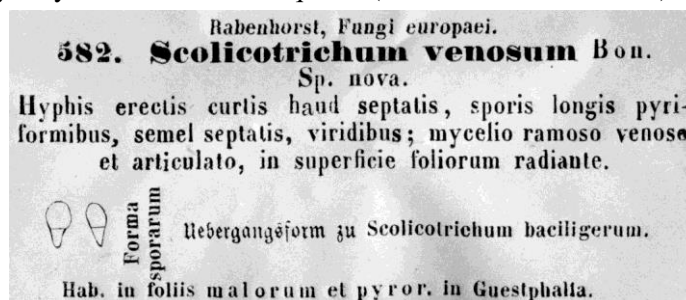 Rabenhorst, Fungi europaei.
582. Scolicotrichum venosum Bon.
Sp. nova.
Hyphis erectis curtis haud septatis, sporis longis pyri-
formibus, semel septatis, viridibus; mycelio ramoso venoso
et articulato, in superficie foliorum radiante.
Forma
sporarum
Uebergangsform zu Scolicotrichum baciligerum.
Hab. in foliis malorum et pyror. in Guestphalia.